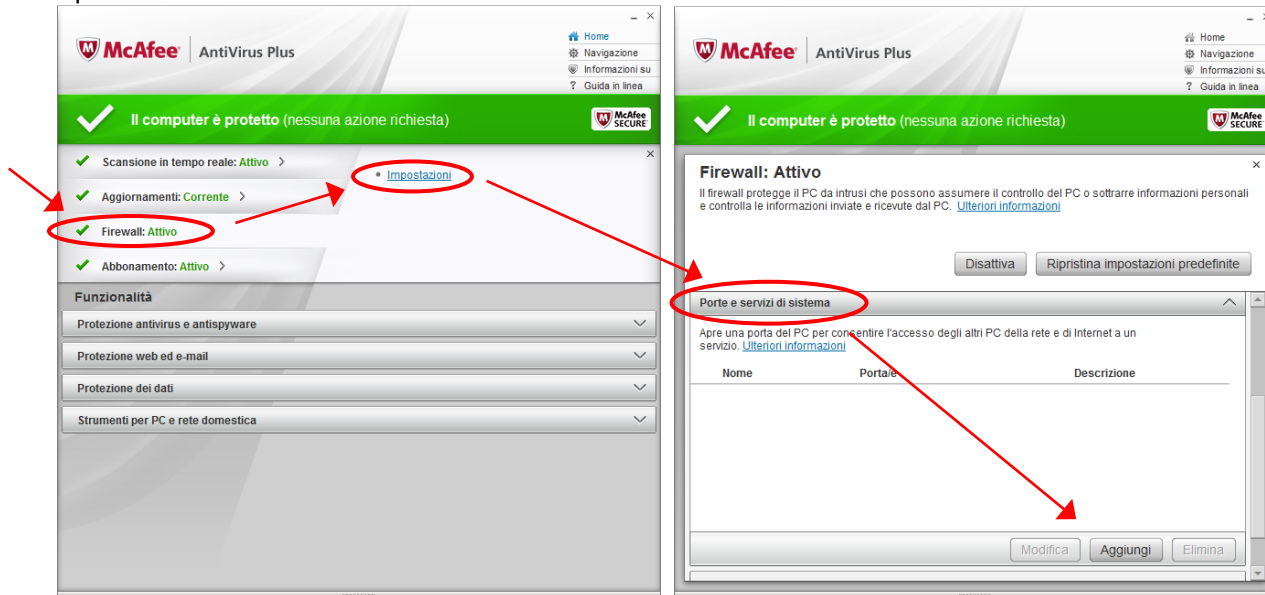 McAfee AntiVirus Plus
Home
Navigazione
Informazioni su
? Guida in linea
Il computer è protetto (nessuna azione richiesta)
McAfee
SECURE
Scansione in tempo reale: Attivo
Impostazioni
Aggiornamenti: Corrente
Firewall: Attivo
Abbonamento: Attivo
Funzionalità
Protezione antivirus e antispyware
Protezione web ed e-mail
Protezione dei dati
Strumenti per PC e rete domestica
McAfee AntiVirus Plus
Home
Navigazione
Informazioni su
? Guida in linea
Il computer è protetto (nessuna azione richiesta)
McAfee
SECURE
Firewall: Attivo
Il firewall protegge il PC da intrusi che possono assumere il controllo del PC o sottrarre informazioni personali
e controlla le informazioni inviate e ricevute dal PC. Ulteriori informazioni
Disattiva Ripristina impostazioni predefinite
Porte e servizi di sistema
Apre una porta del PC per consentire l'accesso degli altri PC della rete e di Internet a un
servizio. Ulteriori informazioni
Nome Porta/e Descrizione
Modifica Aggiungi Elimina